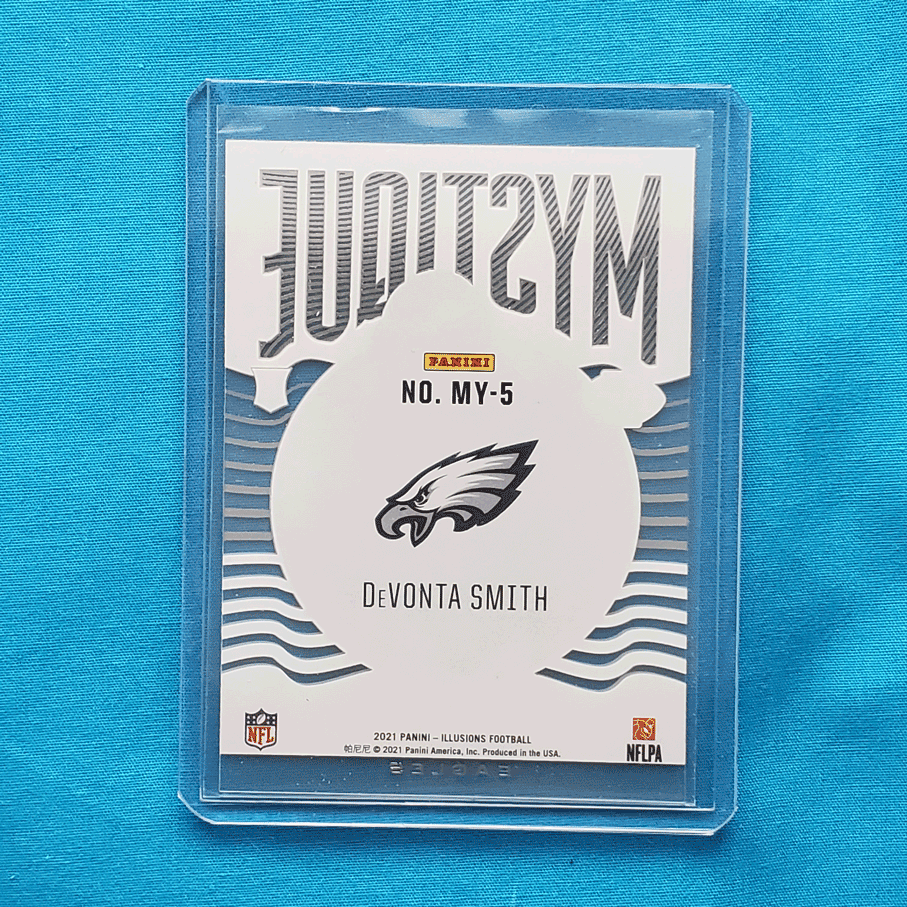 MYSTIQUE
PANINI
NO. MY-5
DEVONTA SMITH
NFL
2021 PANINI – ILLUSIONS FOOTBALL
帕尼尼 © 2021 Panini America, Inc. Produced in the USA.
NFLPA
EAGLES